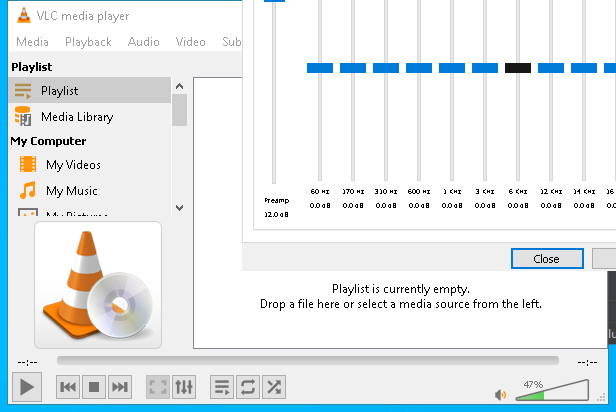 VLC media player
Media Playback Audio Video Sub
Playlist
Playlist
Media Library
My Computer
My Videos
My Music
My Pictures
Preamp
12.0 dB
60 Hz 170 Hz 310 Hz 600 Hz 1 KHz 3 KHz 6 KHz 12 KHz 14 KHz 16
0.0 dB 0.0 dB 0.0 dB 0.0 dB 0.0 dB 0.0 dB 0.0 dB 0.0 dB 0.0 dB
Close
Playlist is currently empty.
Drop a file here or select a media source from the left.
--:-- --:--
47%